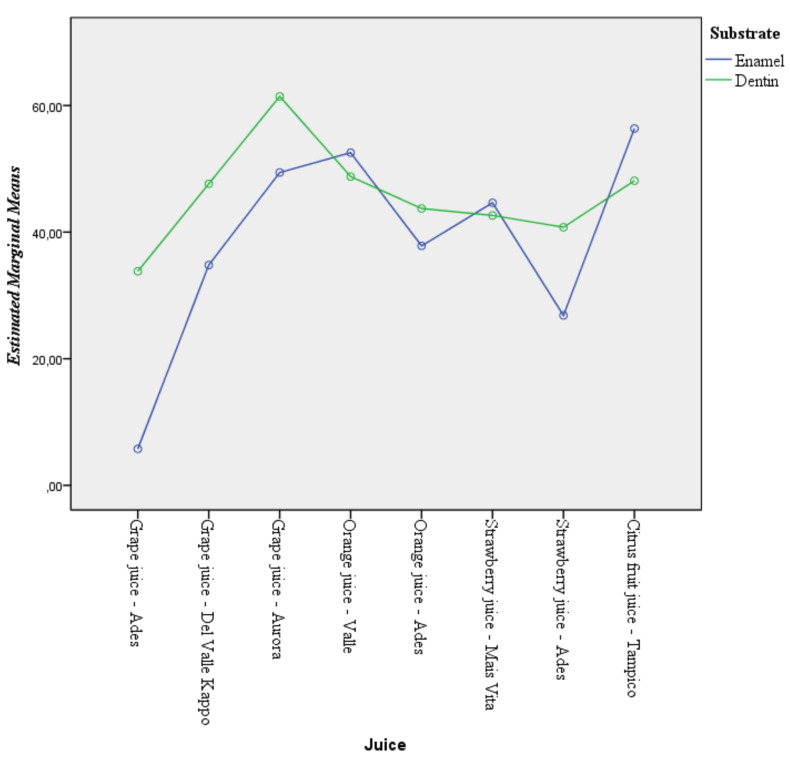 Substrate
Enamel
Dentin
Estimated Marginal Means
60,00
40,00
20,00
,00
Grape juice - Ades
Grape juice - Del Valle Kappo
Grape juice - Aurora
Orange juice - Valle
Orange juice - Ades
Strawberry juice - Mais Vita
Strawberry juice - Ades
Citrus fruit juice - Tampico
Juice